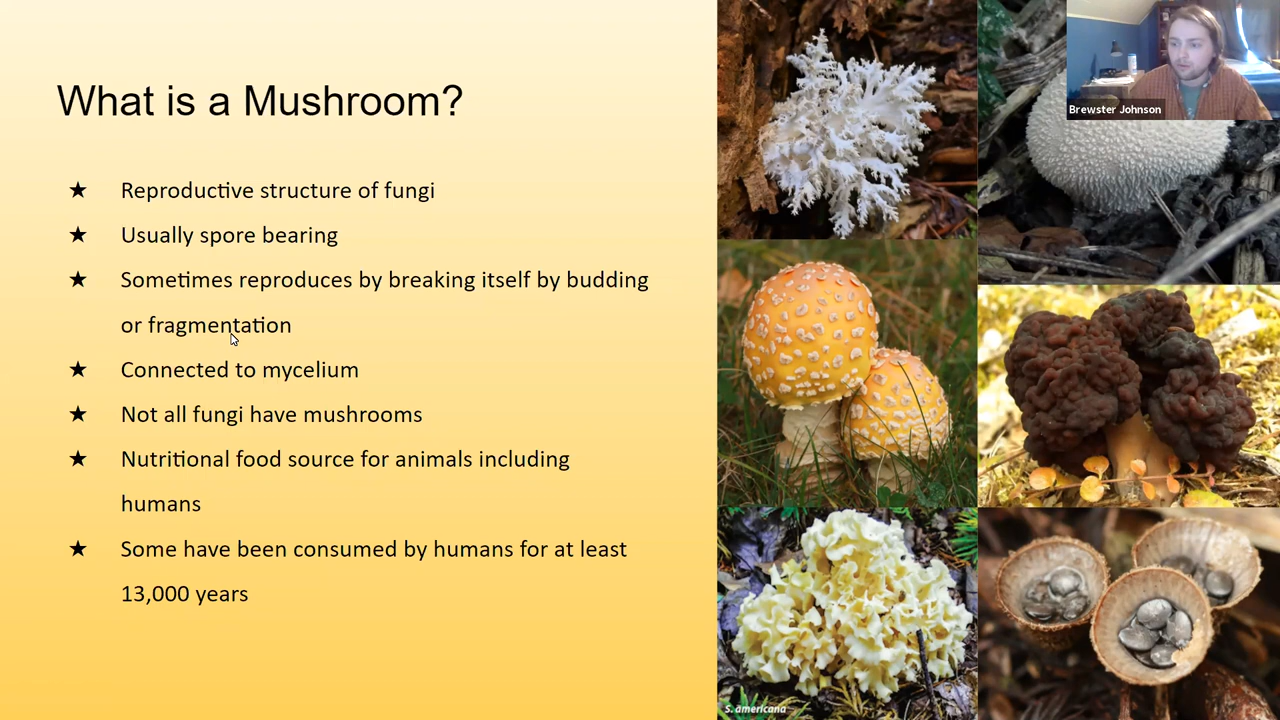 What is a Mushroom?
★ Reproductive structure of fungi
★ Usually spore bearing
★ Sometimes reproduces by breaking itself by budding
or fragmentation
★ Connected to mycelium
★ Not all fungi have mushrooms
★ Nutritional food source for animals including
humans
★ Some have been consumed by humans for at least
13,000 years
Brewster Johnson
S. americana